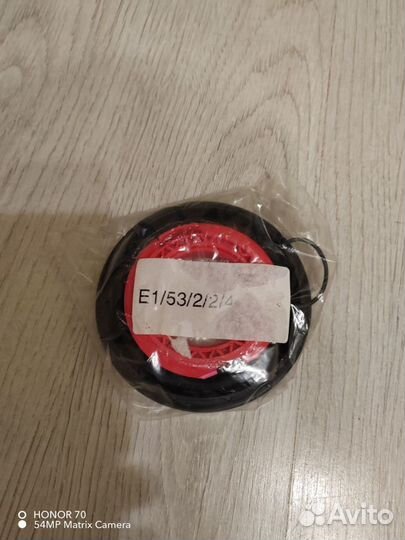 E1/53/2/2/4
HONOR 70
54MP Matrix Camera
Avito